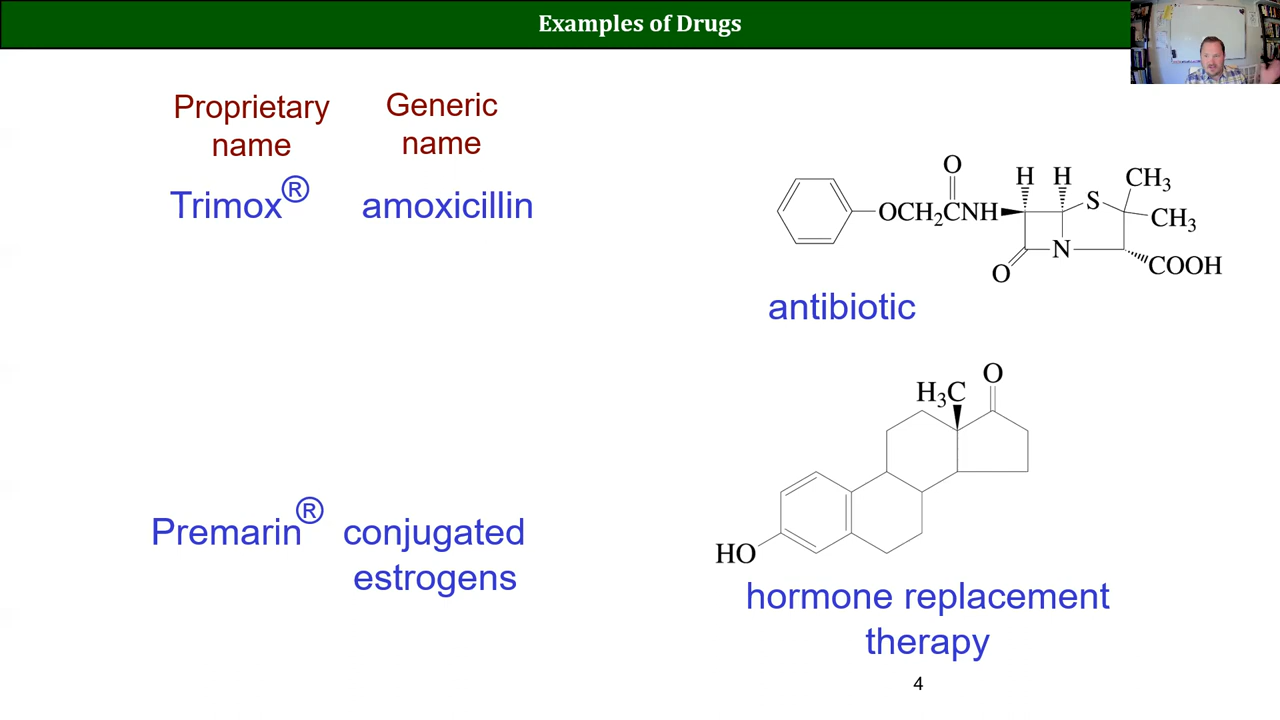 Examples of Drugs
Proprietary name
Generic name
Trimox® amoxicillin
O
H H
S
CH₃
OCH₂CNH
CH₃
N
O
COOH
antibiotic
O
H₃C
Premarin® conjugated estrogens
HO
hormone replacement
therapy
4